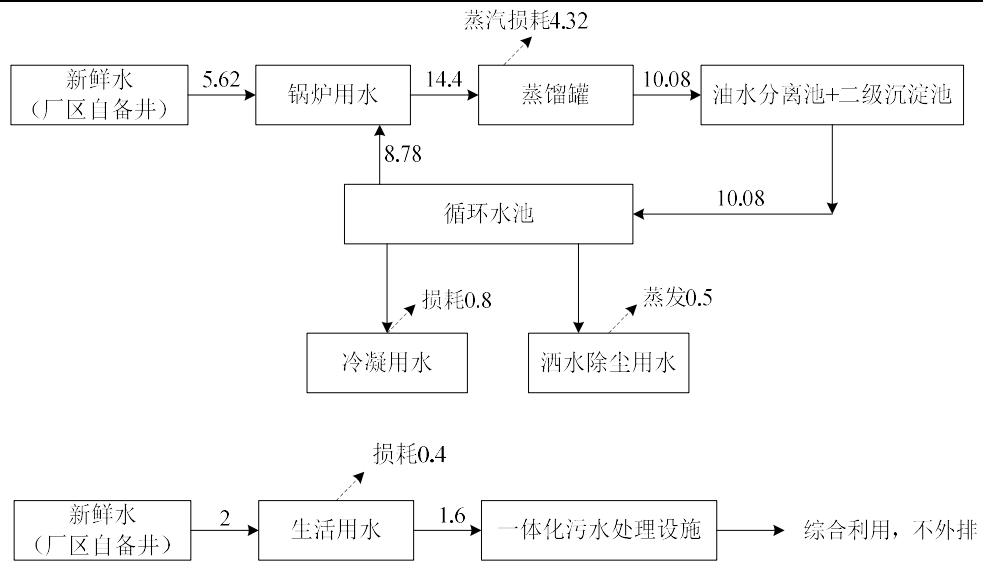 蒸汽损耗4.32
新鲜水
（厂区自备井）
5.62
锅炉用水
14.4
蒸馏罐
10.08
油水分离池+二级沉淀池
8.78
循环水池
10.08
损耗0.8
蒸发0.5
冷凝用水
洒水除尘用水
损耗0.4
新鲜水
（厂区自备井）
2
生活用水
1.6
一体化污水处理设施
综合利用，不外排